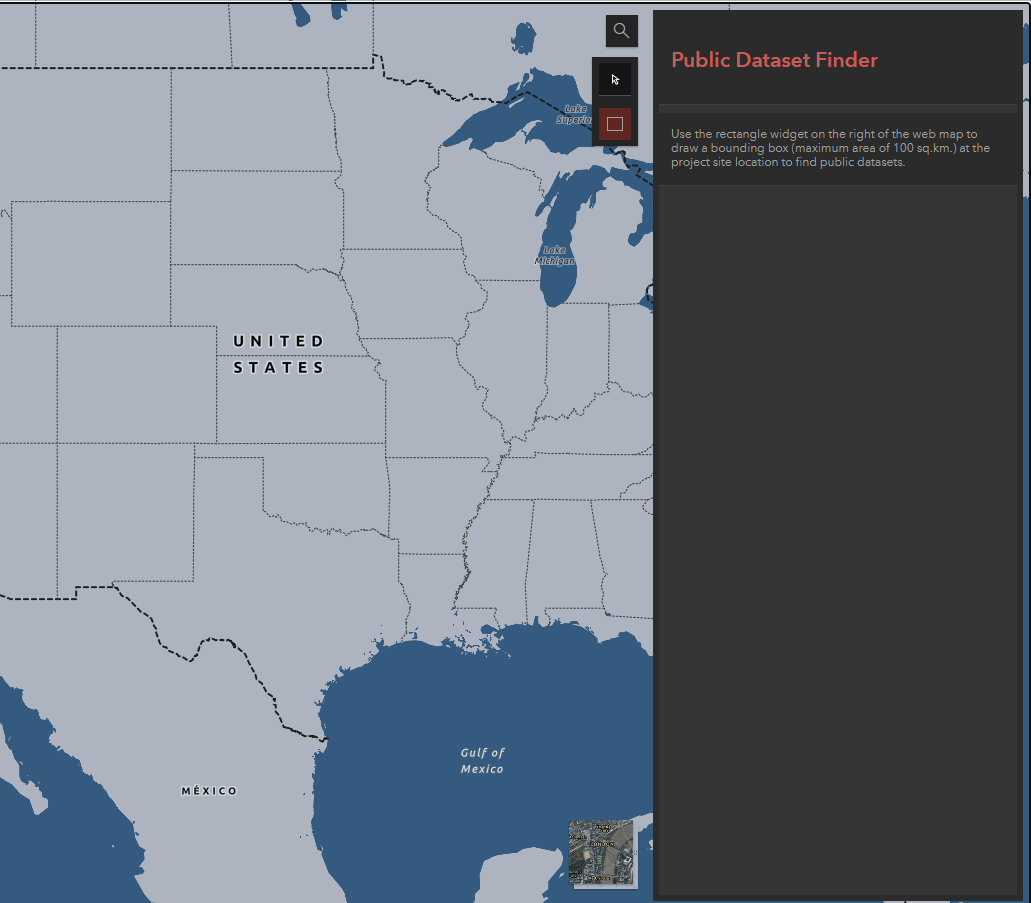 Public Dataset Finder
Use the rectangle widget on the right of the web map to
draw a bounding box (maximum area of 100 sq.km.) at the
project site location to find public datasets.
Lake
Superior
Lake
Michigan
UNITED
STATES
Gulf of
Mexico
MÉXICO
LONDON